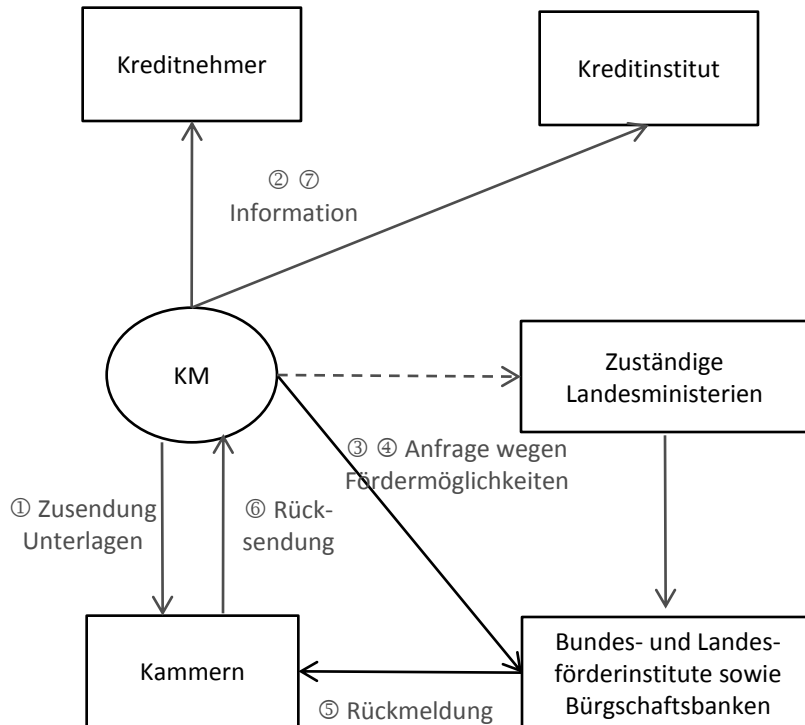 Kreditnehmer
Kreditinstitut
② ⑦
Information
KM
Zuständige
Landesministerien
③ ④ Anfrage wegen
Fördermöglichkeiten
① Zusendung
Unterlagen
⑥ Rück-
sendung
Kammern
Bundes- und Landes-
förderinstitute sowie
Bürgschaftsbanken
⑤ Rückmeldung